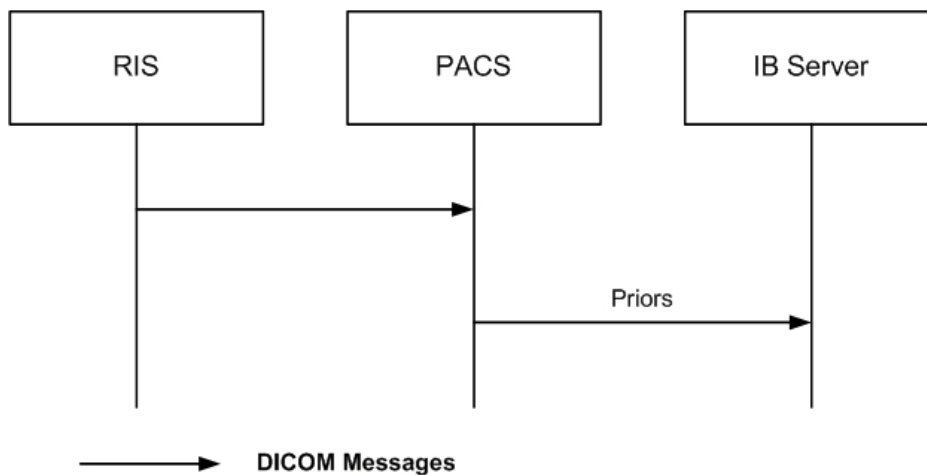 RIS
PACS
IB Server
Priors
DICOM Messages